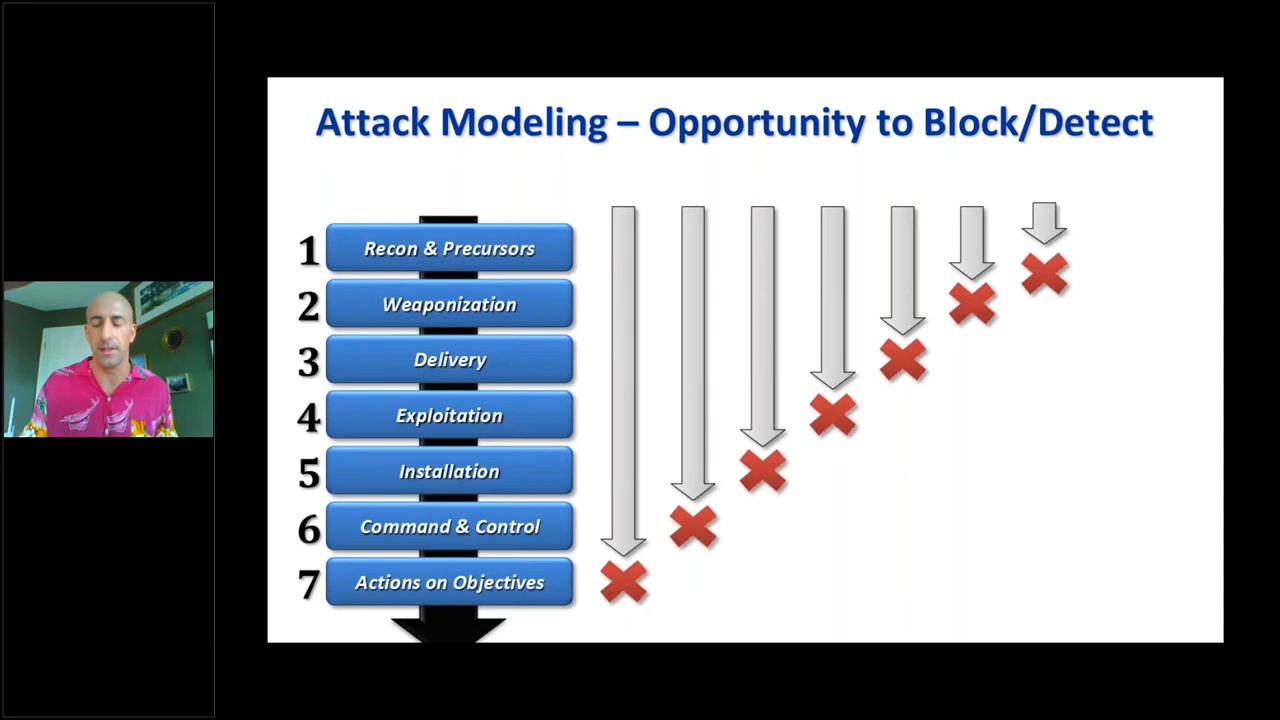 Attack Modeling – Opportunity to Block/Detect
1 Recon & Precursors
2 Weaponization
3 Delivery
4 Exploitation
5 Installation
6 Command & Control
7 Actions on Objectives